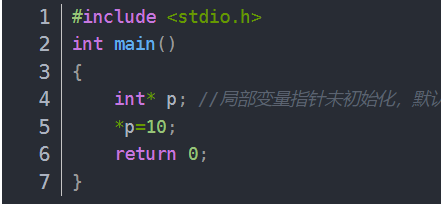 1 #include <stdio.h>
2 int main()
3 {
4     int* p; //局部变量指针未初始化，默认
5     *p=10;
6     return 0;
7 }